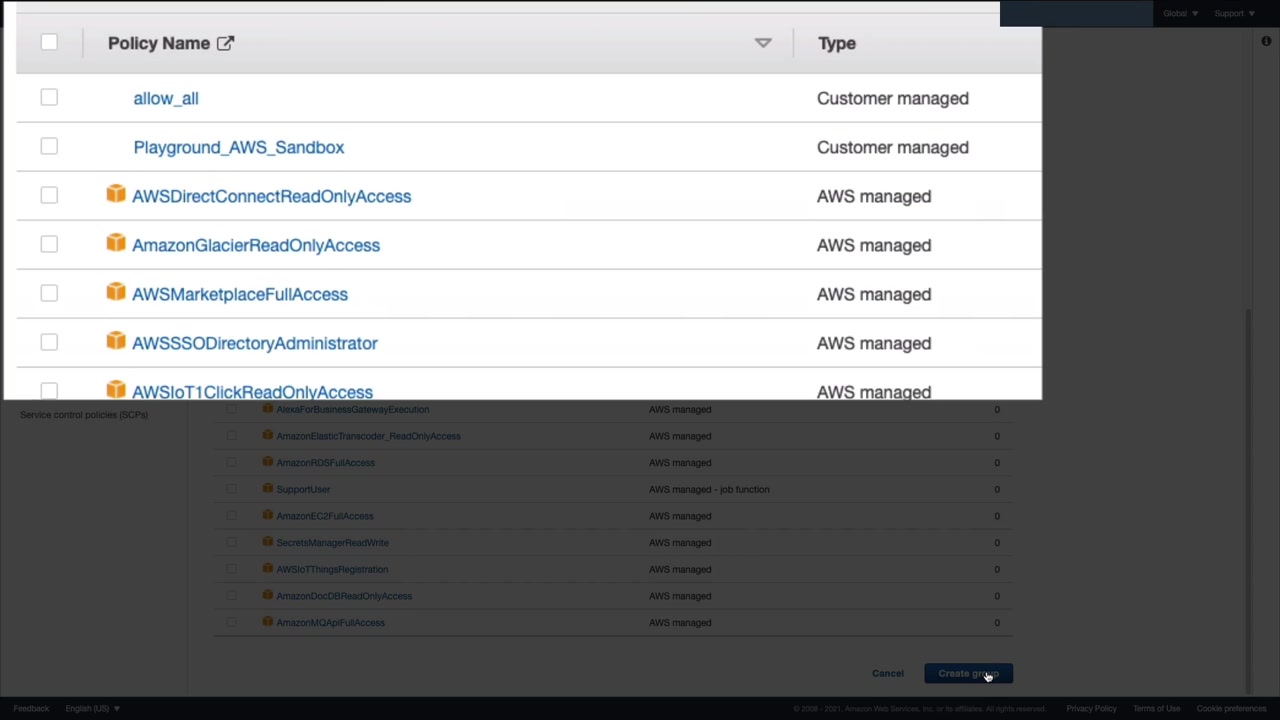 Global Support
Policy Name Type
allow_all Customer managed
Playground_AWS_Sandbox Customer managed
AWSDirectConnectReadOnlyAccess AWS managed
AmazonGlacierReadOnlyAccess AWS managed
AWSMarketplaceFullAccess AWS managed
AWSSSODirectoryAdministrator AWS managed
AWSIoT1ClickReadOnlyAccess AWS managed
Service control policies (SCPs)
AlexaForBusinessGatewayExecution AWS managed 0
AmazonElasticTranscoder_ReadOnlyAccess AWS managed 0
AmazonRDSFullAccess AWS managed 0
SupportUser AWS managed - job function 0
AmazonEC2FullAccess AWS managed 0
SecretsManagerReadWrite AWS managed 0
AWSIoTThingsRegistration AWS managed 0
AmazonDocDBReadOnlyAccess AWS managed 0
AmazonMQApiFullAccess AWS managed 0
Cancel Create group
Feedback English (US) © 2008 - 2021, Amazon Web Services, Inc. or its affiliates. All rights reserved. Privacy Policy Terms of Use Cookie preferences